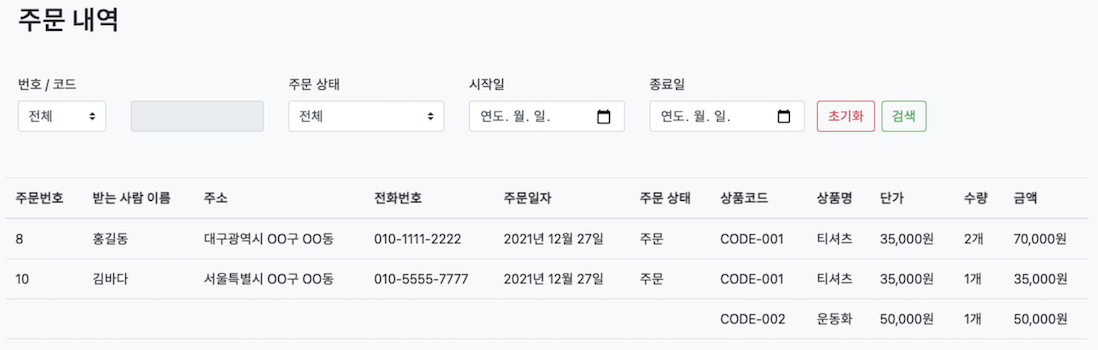 주문 내역
번호 / 코드 주문 상태 시작일 종료일
전체 전체 연도. 월. 일. 연도. 월. 일. 초기화 검색
주문번호 받는 사람 이름 주소 전화번호 주문일자 주문 상태 상품코드 상품명 단가 수량 금액
8 홍길동 대구광역시 OO구 OO동 010-1111-2222 2021년 12월 27일 주문 CODE-001 티셔츠 35,000원 2개 70,000원
10 김바다 서울특별시 OO구 OO동 010-5555-7777 2021년 12월 27일 주문 CODE-001 티셔츠 35,000원 1개 35,000원
CODE-002 운동화 50,000원 1개 50,000원